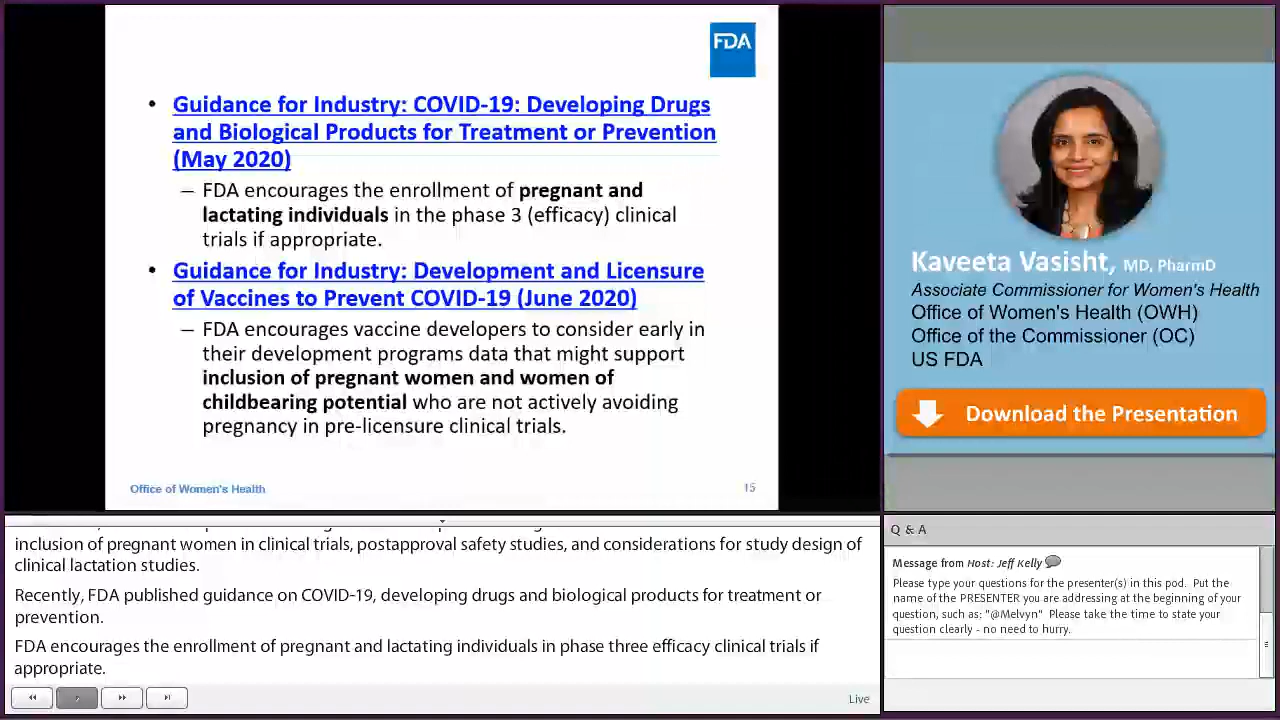 FDA
• Guidance for Industry: COVID-19: Developing Drugs
and Biological Products for Treatment or Prevention
(May 2020)
– FDA encourages the enrollment of pregnant and
lactating individuals in the phase 3 (efficacy) clinical
trials if appropriate.
• Guidance for Industry: Development and Licensure
of Vaccines to Prevent COVID-19 (June 2020)
– FDA encourages vaccine developers to consider early in
their development programs data that might support
inclusion of pregnant women and women of
childbearing potential who are not actively avoiding
pregnancy in pre-licensure clinical trials.
Office of Women's Health
15
Kaveeta Vasisht, MD, PharmD
Associate Commissioner for Women's Health
Office of Women's Health (OWH)
Office of the Commissioner (OC)
US FDA
Download the Presentation
inclusion of pregnant women in clinical trials, postapproval safety studies, and considerations for study design of
clinical lactation studies.
Recently, FDA published guidance on COVID-19, developing drugs and biological products for treatment or
prevention.
FDA encourages the enrollment of pregnant and lactating individuals in phase three efficacy clinical trials if
appropriate.
Live
Q & A
Message from Host: Jeff Kelly
Please type your questions for the presenter(s) in this pod. Put the
name of the PRESENTER you are addressing at the beginning of your
question, such as: "@Melvyn" Please take the time to state your
question clearly - no need to hurry.